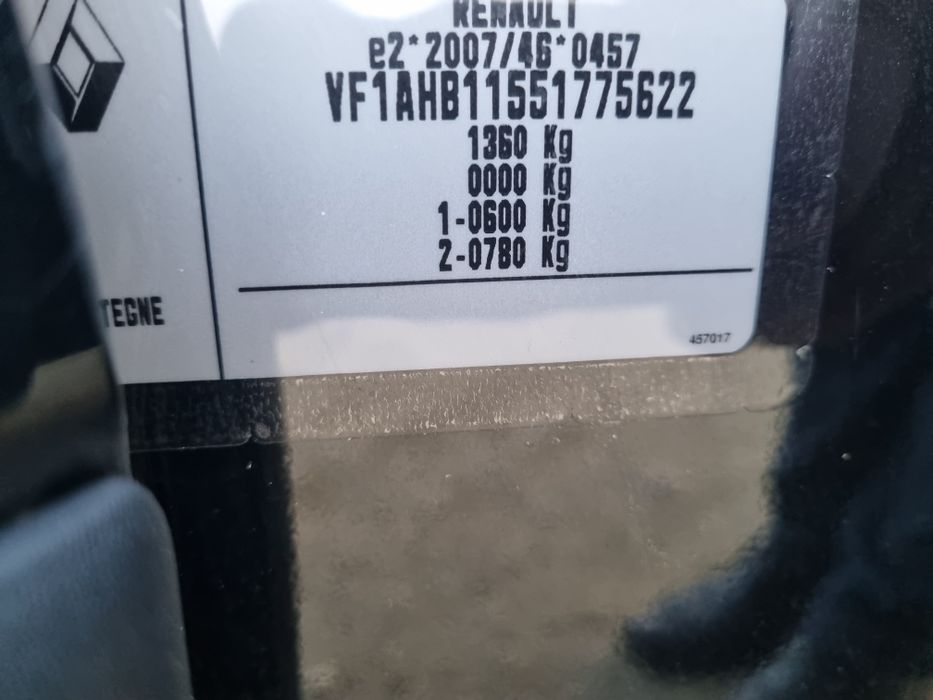 RENAULT
e2*2007/46*0457
VF1AHB11551775622
1360 Kg
0000 Kg
1-0600 Kg
2-0780 Kg
TEGNE
457017